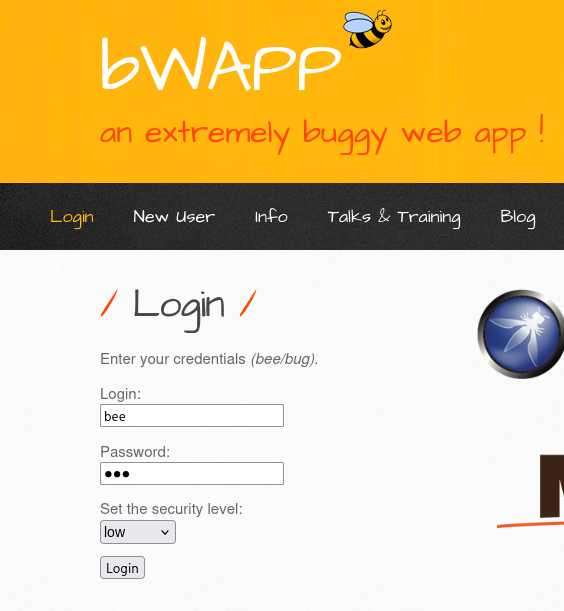 bWAPP
an extremely buggy web app !
Login New User Info Talks & Training Blog
/ Login /
Enter your credentials (bee/bug).
Login:
bee
Password:
●●●
Set the security level:
low
Login